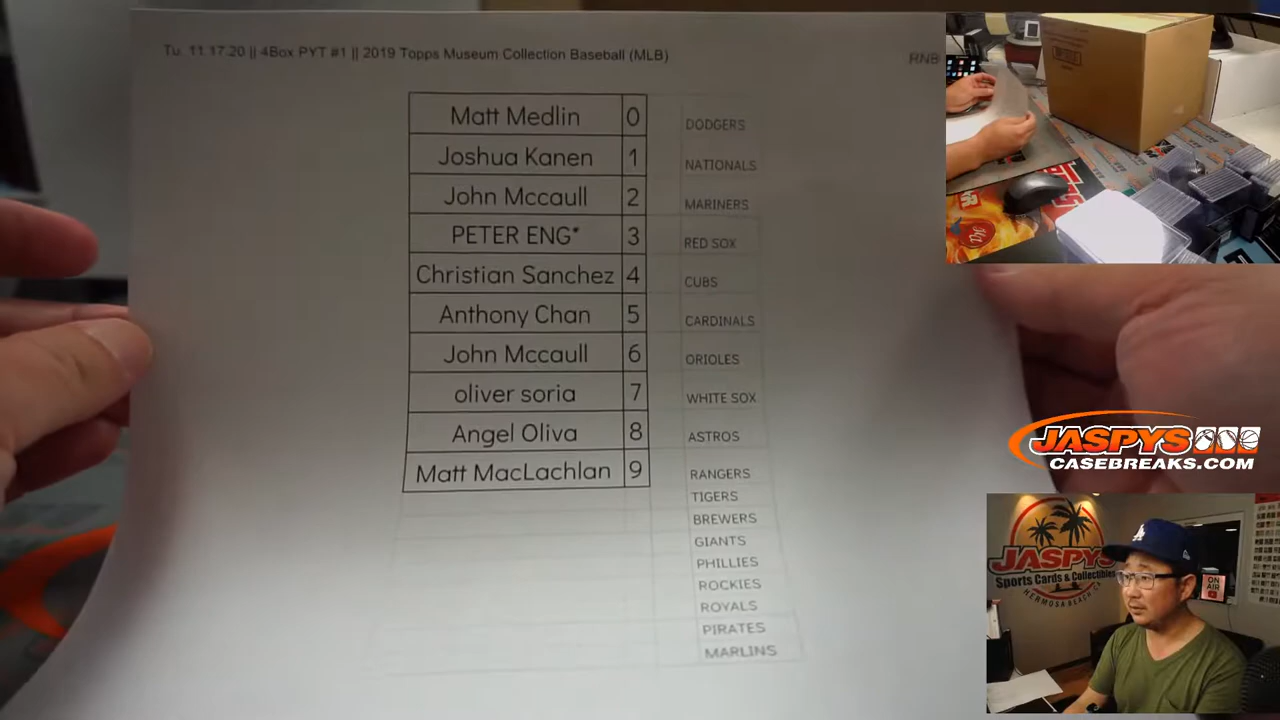 Tu. 11.17.20 || 4Box PYT #1 || 2019 Topps Museum Collection Baseball (MLB)
RNB
Matt Medlin 0 DODGERS
Joshua Kanen 1 NATIONALS
John Mccaull 2 MARINERS
PETER ENG* 3 RED SOX
Christian Sanchez 4 CUBS
Anthony Chan 5 CARDINALS
John Mccaull 6 ORIOLES
oliver soria 7 WHITE SOX
Angel Oliva 8 ASTROS
Matt MacLachlan 9 RANGERS
TIGERS
BREWERS
GIANTS
PHILLIES
ROCKIES
ROYALS
PIRATES
MARLINS
JASPYS
CASEBREAKS.COM
JASPYS
Sports Cards & Collectibles
HERMOSA BEACH, CA
ON
AIR